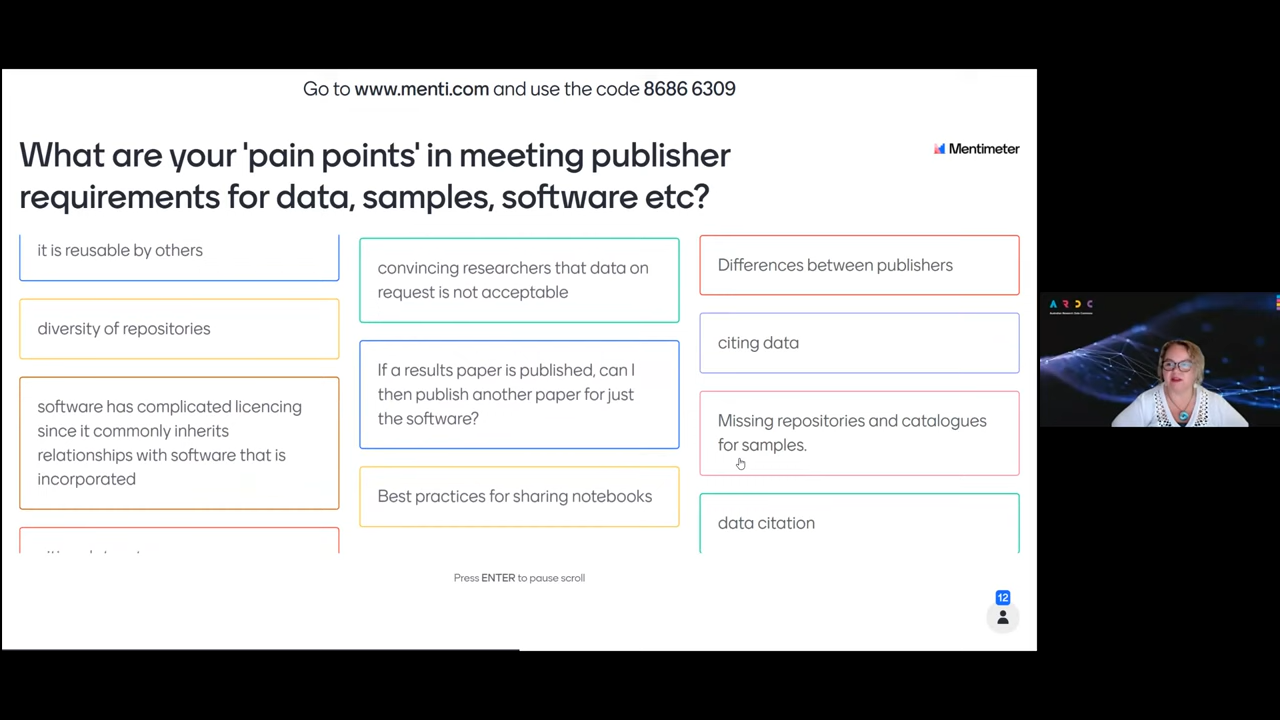 Go to www.menti.com and use the code 8686 6309
What are your 'pain points' in meeting publisher
requirements for data, samples, software etc?
Mentimeter
it is reusable by others
diversity of repositories
software has complicated licencing
since it commonly inherits
relationships with software that is
incorporated
convincing researchers that data on
request is not acceptable
If a results paper is published, can I
then publish another paper for just
the software?
Best practices for sharing notebooks
Differences between publishers
citing data
Missing repositories and catalogues
for samples.
data citation
Press ENTER to pause scroll
12
ARDC
Australian Research Data Commons